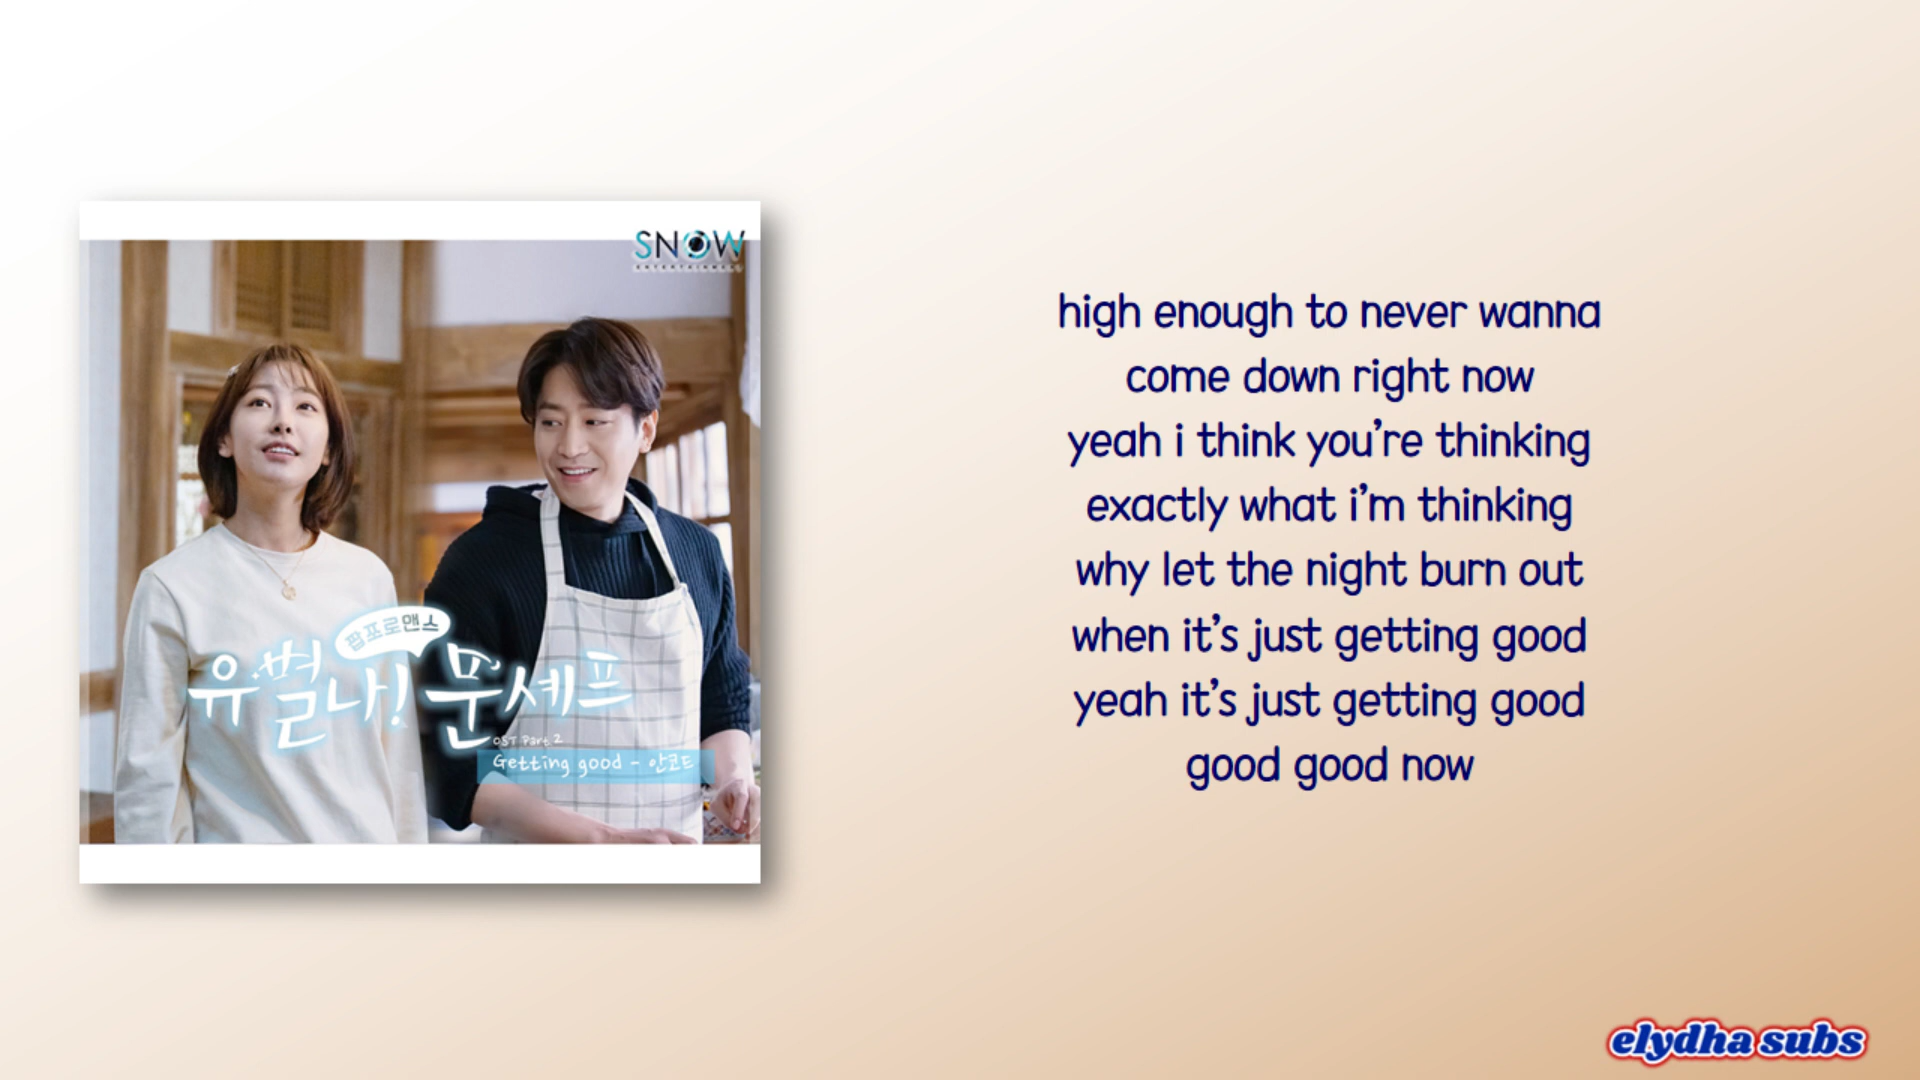 SNOW
ENTERTAINMENT
팝쪼로맨스
유별나! 문셰프
OST Part. 2
Getting good - 안코드
high enough to never wanna
come down right now
yeah i think you're thinking
exactly what i'm thinking
why let the night burn out
when it's just getting good
yeah it's just getting good
good good now
elydha subs